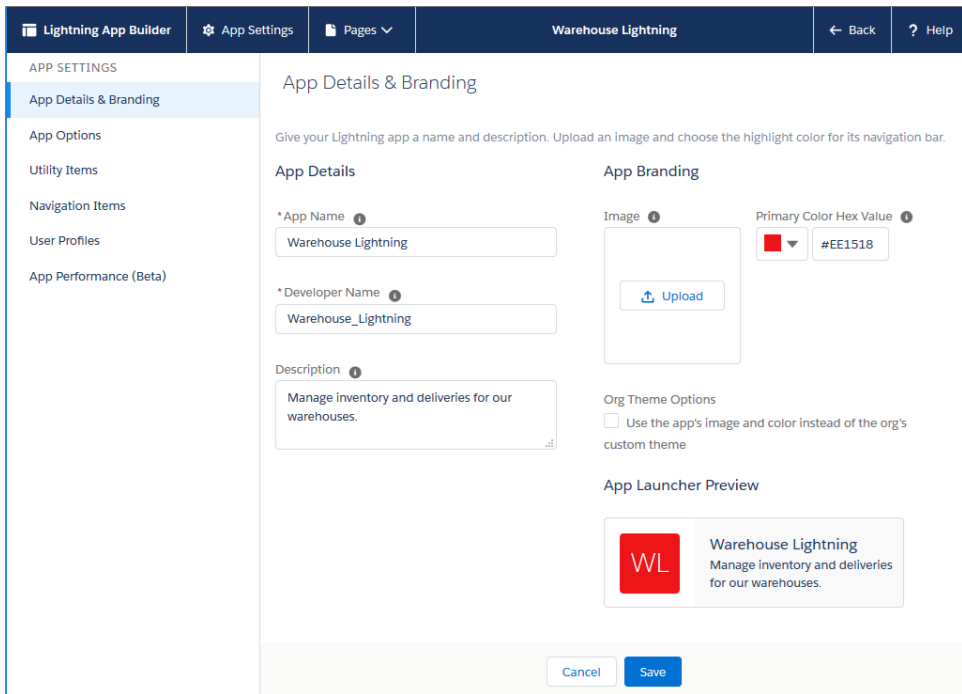 Lightning App Builder
App Settings
Pages
Warehouse Lightning
Back
? Help
APP SETTINGS
App Details & Branding
App Options
Utility Items
Navigation Items
User Profiles
App Performance (Beta)
App Details & Branding
Give your Lightning app a name and description. Upload an image and choose the highlight color for its navigation bar.
App Details
*App Name
Warehouse Lightning
*Developer Name
Warehouse_Lightning
Description
Manage inventory and deliveries for our
warehouses.
App Branding
Image
Upload
Primary Color Hex Value
#EE1518
Org Theme Options
Use the app's image and color instead of the org's
custom theme
App Launcher Preview
WL
Warehouse Lightning
Manage inventory and deliveries
for our warehouses.
Cancel
Save